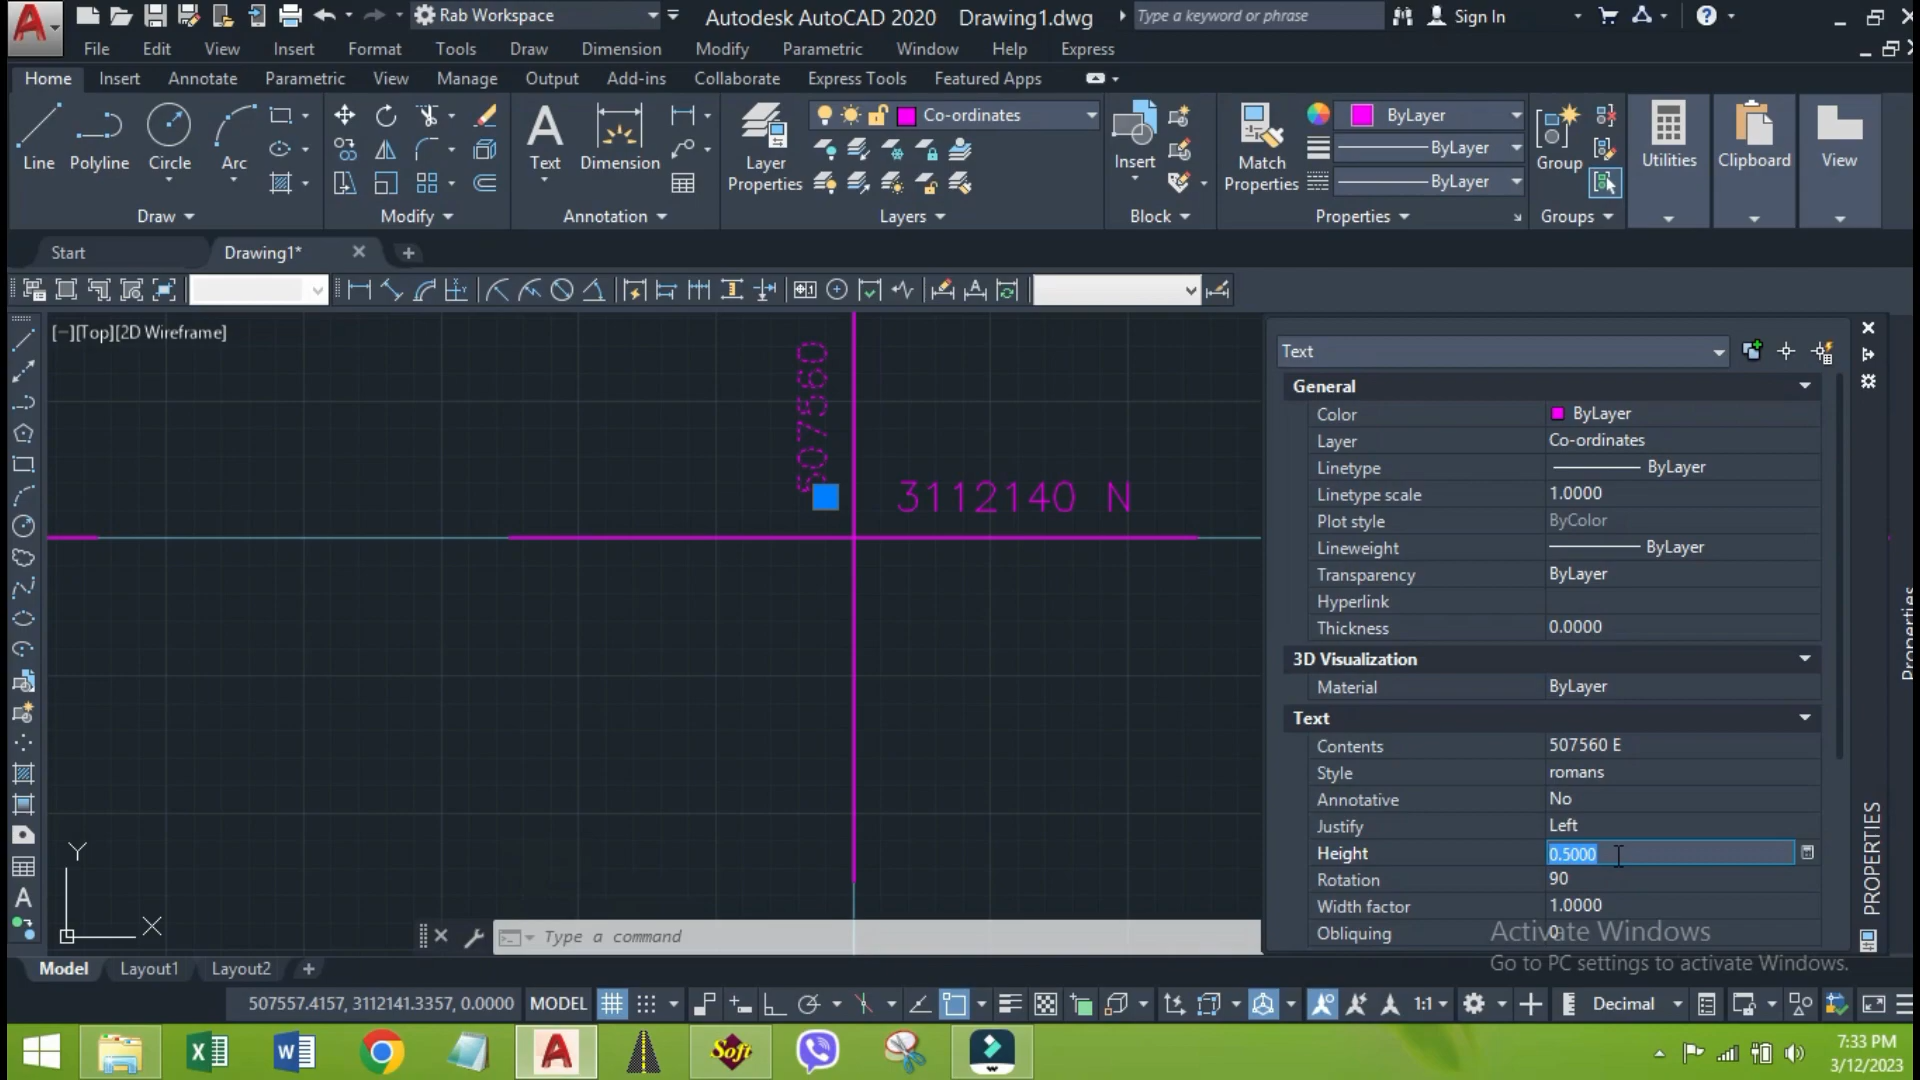 Rab Workspace
Autodesk AutoCAD 2020 Drawing1.dwg
Type a keyword or phrase
Sign In
File Edit View Insert Format Tools Draw Dimension Modify Parametric Window Help Express
Home Insert Annotate Parametric View Manage Output Add-ins Collaborate Express Tools Featured Apps
Co-ordinates
ByLayer
ByLayer
ByLayer
Line Polyline Circle Arc
Text Dimension
Layer
Properties
Insert
Match
Properties
Group
Utilities Clipboard View
Draw Modify Annotation Layers Block Properties Groups
Start Drawing1*
[−][Top][2D Wireframe]
507560
3112140 N
Y
X
Type a command
Text
General
Color ByLayer
Layer Co-ordinates
Linetype ByLayer
Linetype scale 1.0000
Plot style ByColor
Lineweight ByLayer
Transparency ByLayer
Hyperlink
Thickness 0.0000
3D Visualization
Material ByLayer
Text
Contents 507560 E
Style romans
Annotative No
Justify Left
Height 0.5000
Rotation 90
Width factor 1.0000
Obliquing 0
Properties
PROPERTIES
Activate Windows
Go to PC settings to activate Windows.
Model Layout1 Layout2
507557.4157, 3112141.3357, 0.0000 MODEL 1:1 Decimal
Soft
7:33 PM
3/12/2023